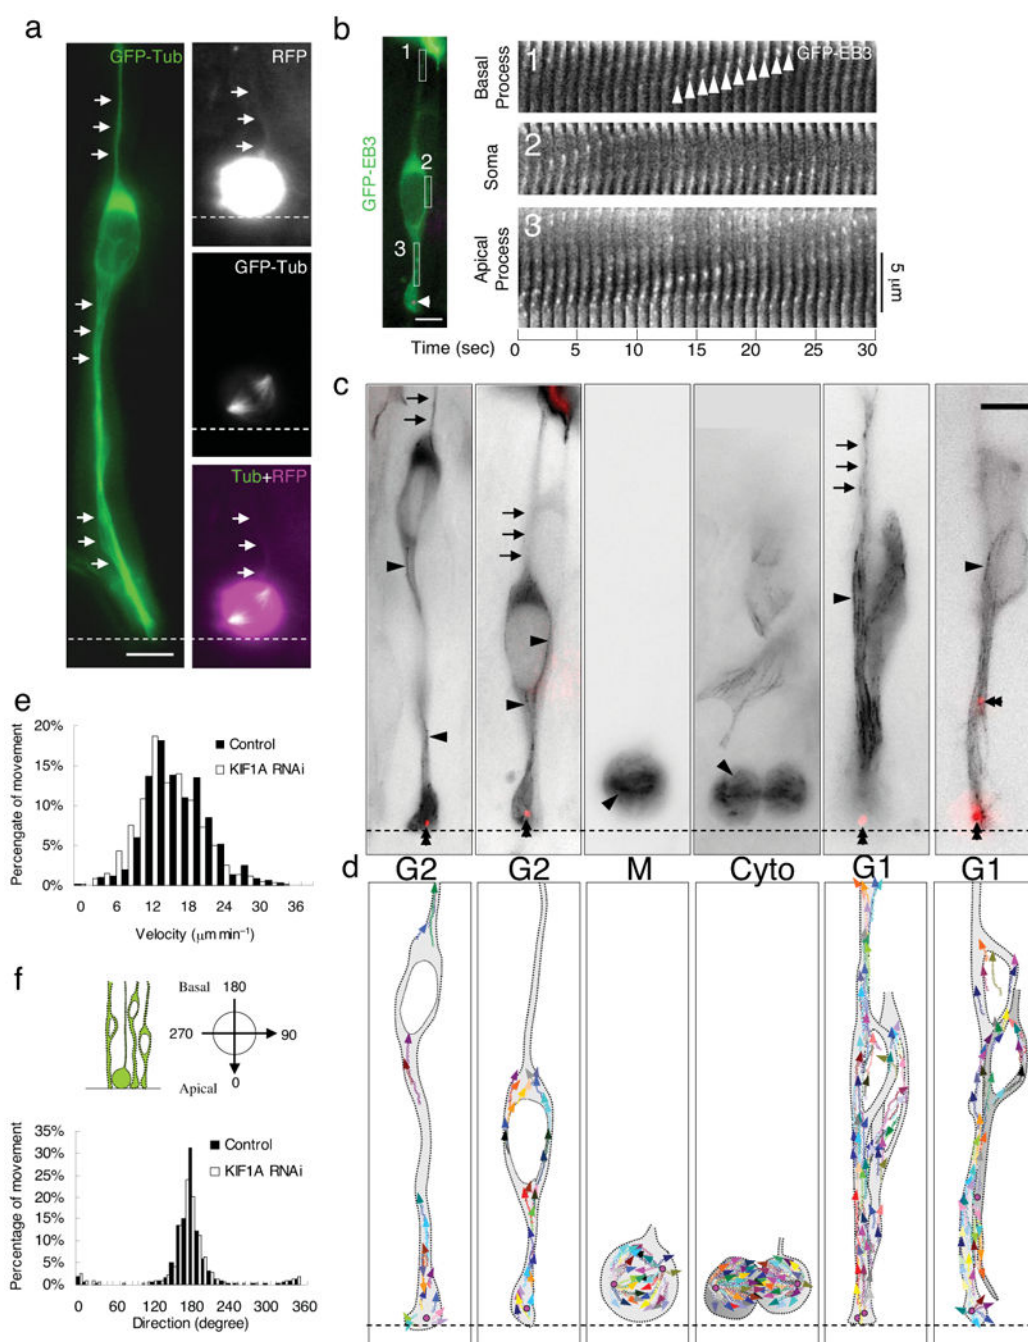 a
GFP-Tub
RFP
GFP-Tub
Tub+RFP
b
GFP-EB3
1
2
3
Basal Process
1
GFP-EB3
Soma
2
Apical Process
3
5 μm
Time (sec)
0 5 10 15 20 25 30
c
d
G2 G2 M Cyto G1 G1
e
Percengate of movement
20%
15%
10%
5%
0%
Control
KIF1A RNAi
0 6 12 18 24 30 36
Velocity (μm min⁻¹)
f
Basal 180
270 90
Apical 0
Percentage of movement
35%
30%
25%
20%
15%
10%
5%
0%
Control
KIF1A RNAi
0 60 120 180 240 300 360
Direction (degree)